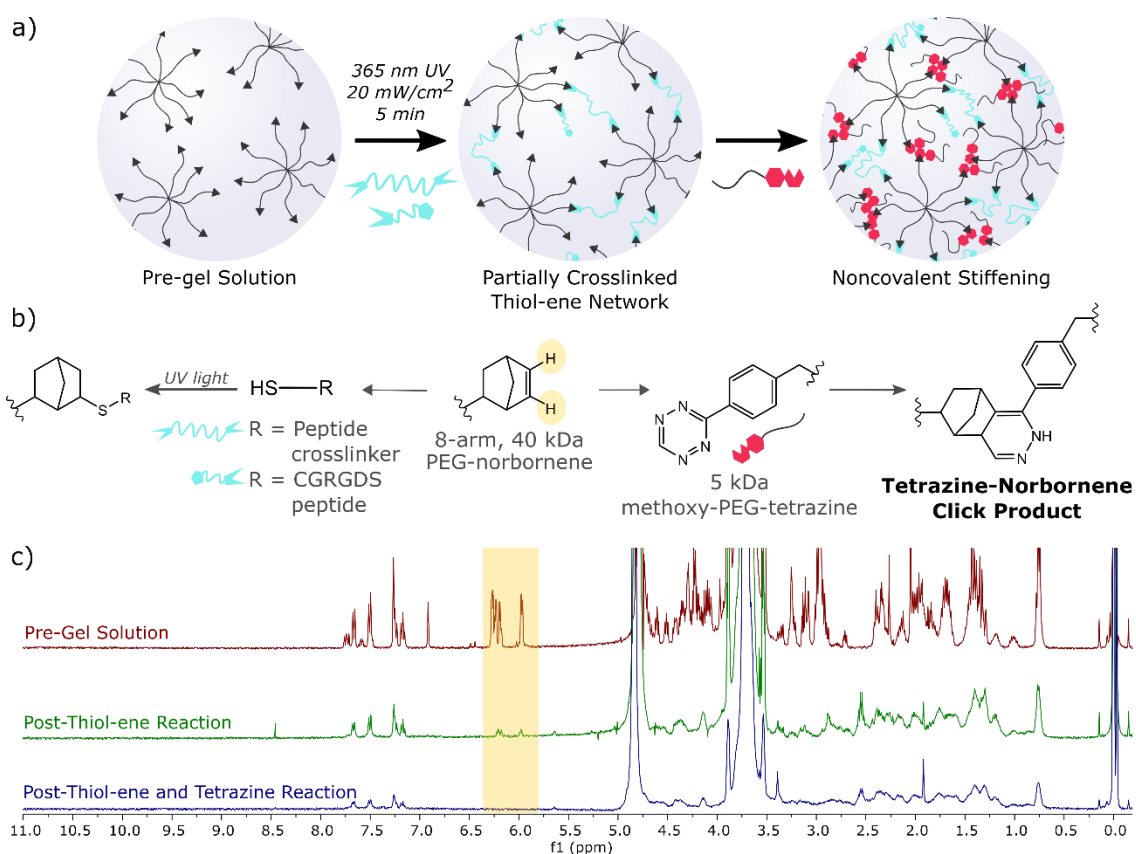 a)
365 nm UV
20 mW/cm²
5 min
Pre-gel Solution
Partially Crosslinked
Thiol-ene Network
Noncovalent Stiffening
b)
S
R
UV light
HS
R
R = Peptide
crosslinker
R = CGRGDS
peptide
H
H
8-arm, 40 kDa
PEG-norbornene
N
N
N
N
5 kDa
methoxy-PEG-tetrazine
NH
N
Tetrazine-Norbornene
Click Product
c)
Pre-Gel Solution
Post-Thiol-ene Reaction
Post-Thiol-ene and Tetrazine Reaction
11.0 10.5 10.0 9.5 9.0 8.5 8.0 7.5 7.0 6.5 6.0 5.5 5.0 4.5 4.0 3.5 3.0 2.5 2.0 1.5 1.0 0.5 0.0
f1 (ppm)